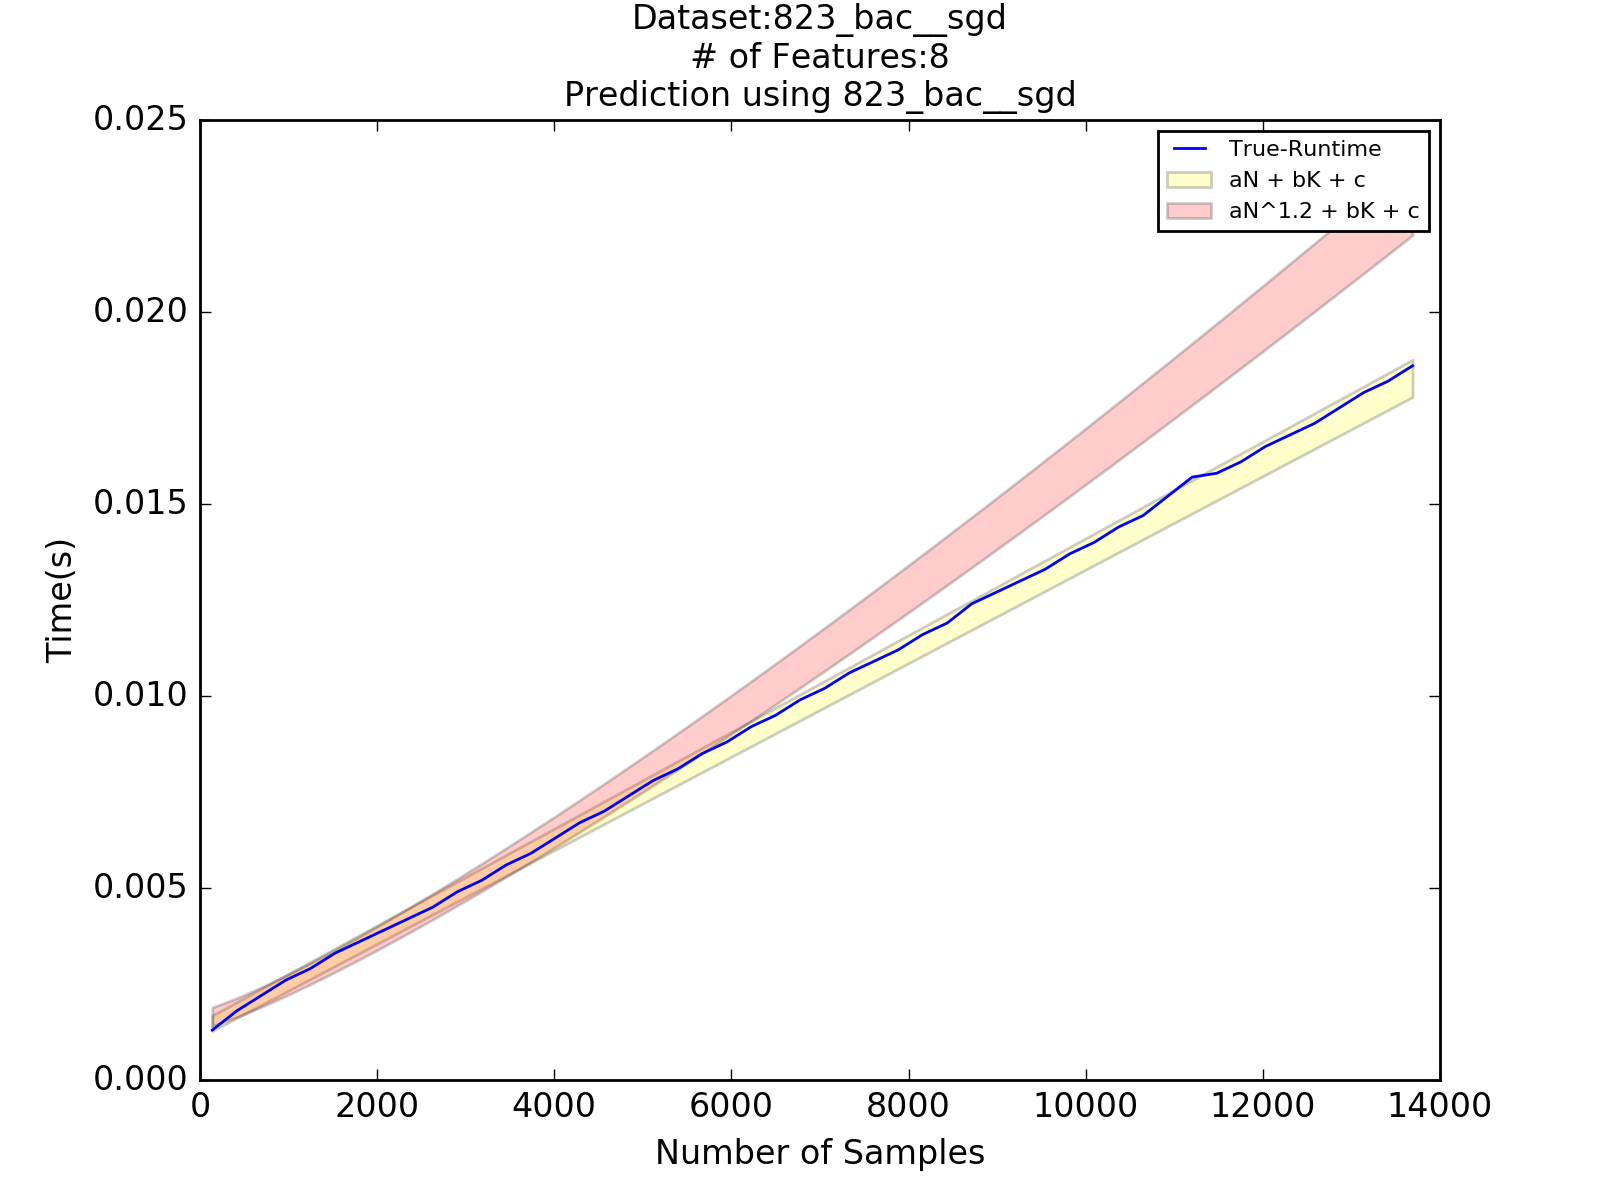 Dataset:823_bac__sgd
# of Features:8
Prediction using 823_bac__sgd
0.025
0.020
0.015
0.010
0.005
0.000
Time(s)
True-Runtime
aN + bK + c
aN^1.2 + bK + c
0 2000 4000 6000 8000 10000 12000 14000
Number of Samples